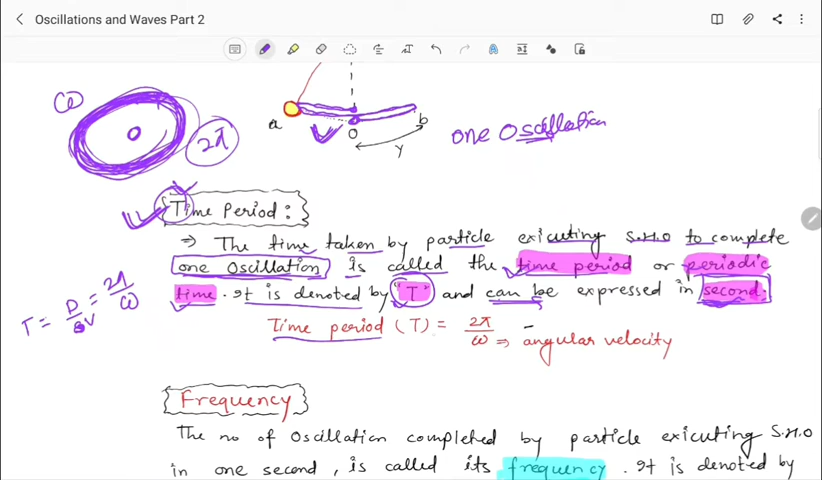 Oscillations and Waves Part 2
ω
2π
a
O
b
y
one Oscillation
Time Period:
⇒ The time taken by particle exicuting S.H.O to complete
one Oscillation is called the time period or periodic
time. It is denoted by "T" and can be expressed in second.
T = D/V = 2π/ω
Time period (T) = 2π/ω ⇒ angular velocity
Frequency
The no of Oscillation completed by particle exicuting S.H.O
in one second, is called its frequency. It is denoted by